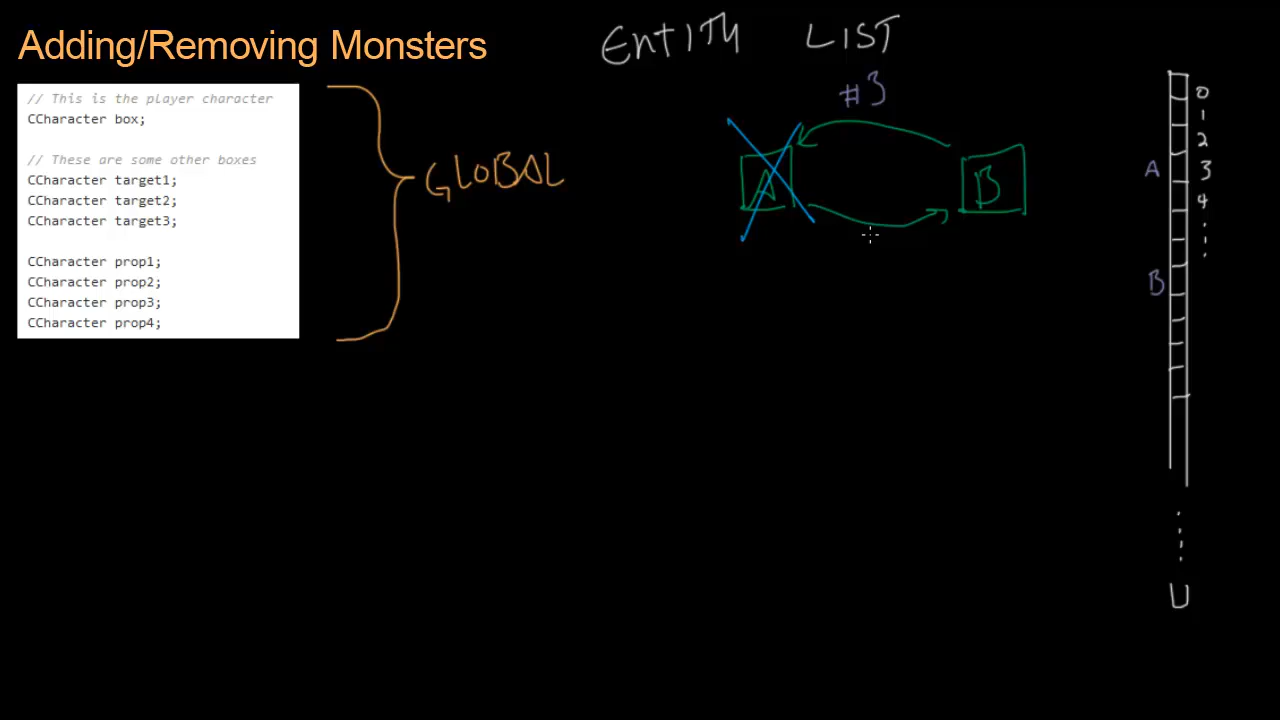 Adding/Removing Monsters
// This is the player character
CCharacter box;
// These are some other boxes
CCharacter target1;
CCharacter target2;
CCharacter target3;
CCharacter prop1;
CCharacter prop2;
CCharacter prop3;
CCharacter prop4;
GLOBAL
ENTITY LIST
#3
A
B
0
1
2
A 3
4
B